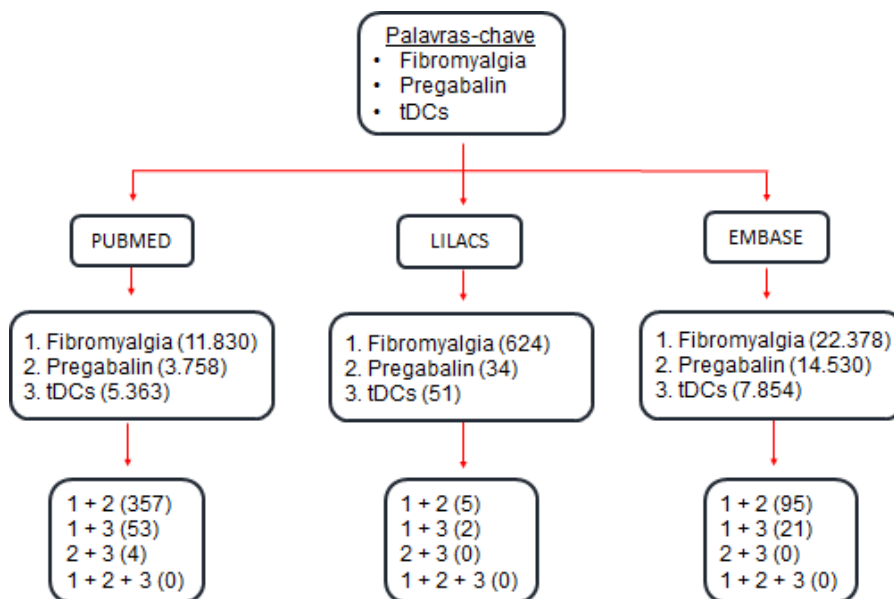 Palavras-chave
• Fibromyalgia
• Pregabalin
• tDCs
PUBMED
LILACS
EMBASE
1. Fibromyalgia (11.830)
2. Pregabalin (3.758)
3. tDCs (5.363)
1. Fibromyalgia (624)
2. Pregabalin (34)
3. tDCs (51)
1. Fibromyalgia (22.378)
2. Pregabalin (14.530)
3. tDCs (7.854)
1 + 2 (357)
1 + 3 (53)
2 + 3 (4)
1 + 2 + 3 (0)
1 + 2 (5)
1 + 3 (2)
2 + 3 (0)
1 + 2 + 3 (0)
1 + 2 (95)
1 + 3 (21)
2 + 3 (0)
1 + 2 + 3 (0)